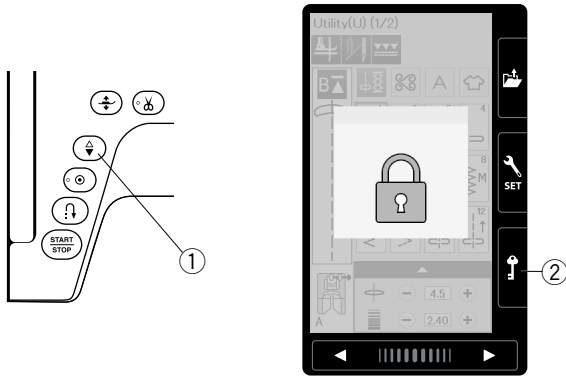 START
STOP
①
Utility(U) (1/2)
B
A
4
8
M
12
SET
A
4.5
2.40
②